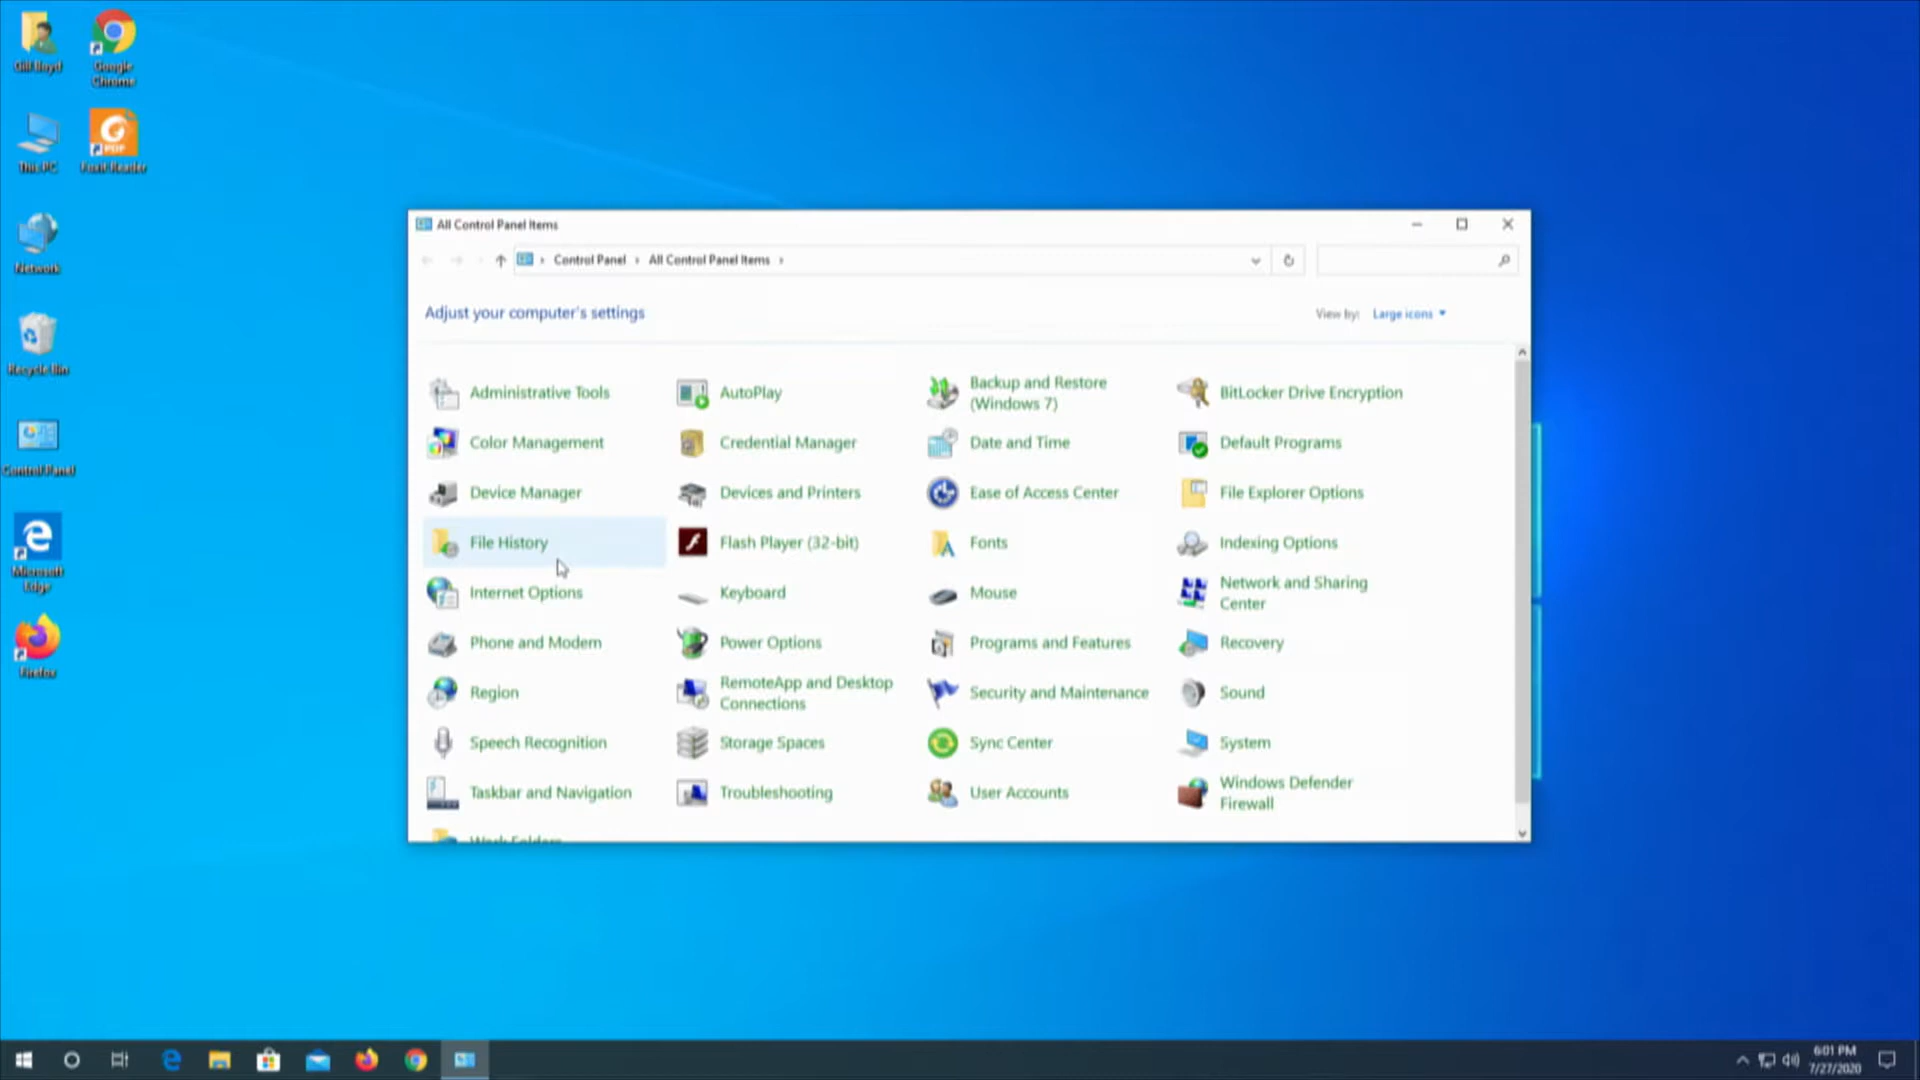 Gill Boyd
Google
Chrome
This PC
Foxit Reader
Network
Recycle Bin
Control Panel
Microsoft
Edge
Firefox
All Control Panel Items
Control Panel
All Control Panel Items
Adjust your computer's settings
View by:
Large icons
Administrative Tools
AutoPlay
Backup and Restore
(Windows 7)
BitLocker Drive Encryption
Color Management
Credential Manager
Date and Time
Default Programs
Device Manager
Devices and Printers
Ease of Access Center
File Explorer Options
File History
Flash Player (32-bit)
Fonts
Indexing Options
Internet Options
Keyboard
Mouse
Network and Sharing
Center
Phone and Modem
Power Options
Programs and Features
Recovery
Region
RemoteApp and Desktop
Connections
Security and Maintenance
Sound
Speech Recognition
Storage Spaces
Sync Center
System
Taskbar and Navigation
Troubleshooting
User Accounts
Windows Defender
Firewall
Work Folders
6:01 PM
7/27/2020